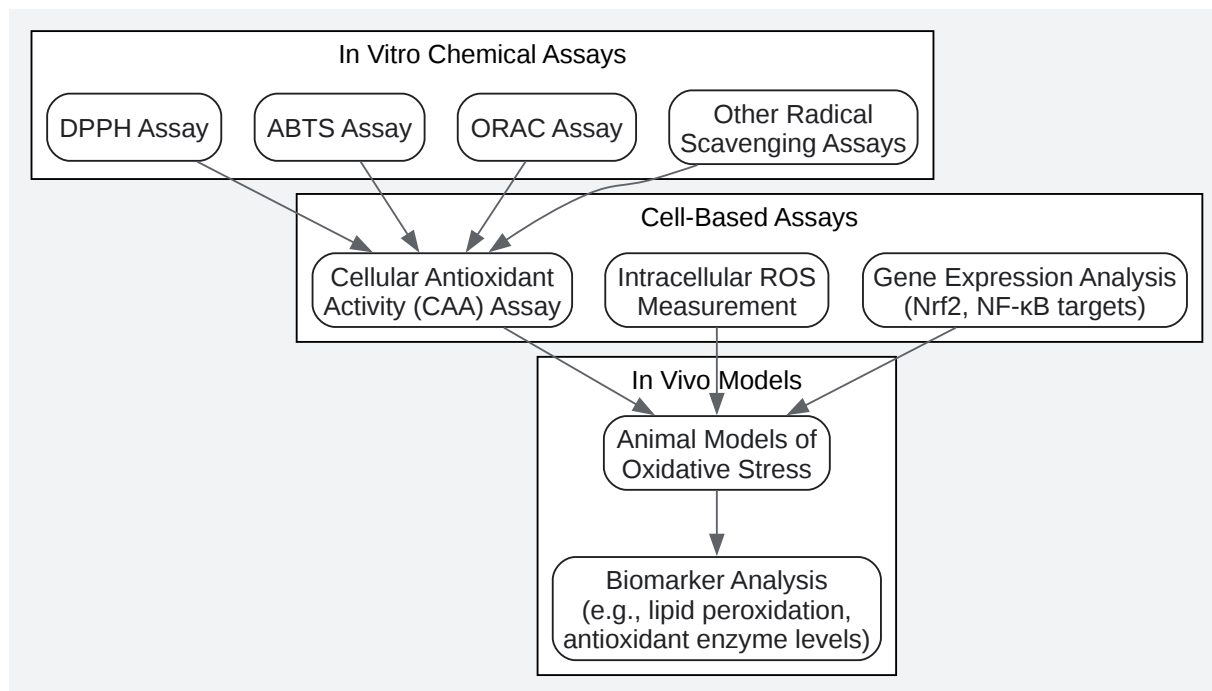 In Vitro Chemical Assays
DPPH Assay
ABTS Assay
ORAC Assay
Other Radical
Scavenging Assays
Cell-Based Assays
Cellular Antioxidant
Activity (CAA) Assay
Intracellular ROS
Measurement
Gene Expression Analysis
(Nrf2, NF-κB targets)
In Vivo Models
Animal Models of
Oxidative Stress
Biomarker Analysis
(e.g., lipid peroxidation,
antioxidant enzyme levels)